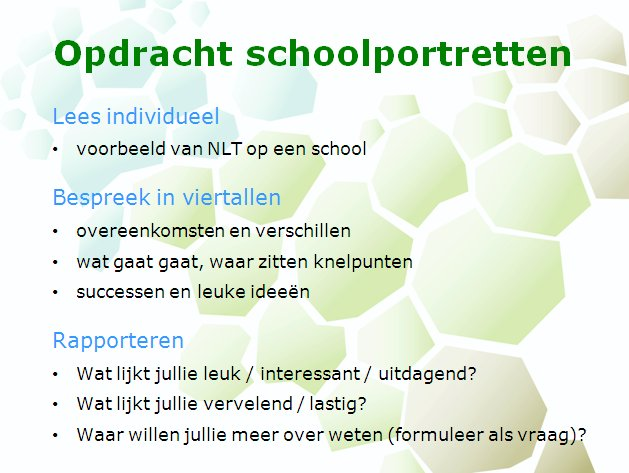 Opdracht schoolportretten
Lees individueel
• voorbeeld van NLT op een school
Bespreek in viertallen
• overeenkomsten en verschillen
• wat gaat gaat, waar zitten knelpunten
• successen en leuke ideeën
Rapporteren
• Wat lijkt jullie leuk / interessant / uitdagend?
• Wat lijkt jullie vervelend / lastig?
• Waar willen jullie meer over weten (formuleer als vraag)?